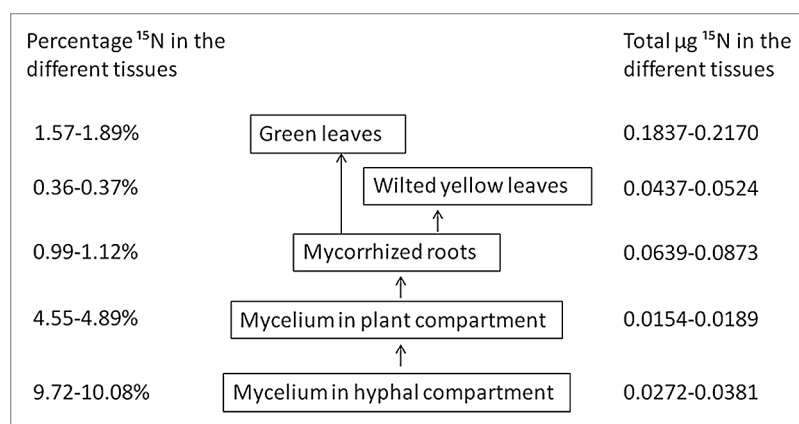 Percentage ¹⁵N in the
different tissues
Total µg ¹⁵N in the
different tissues
1.57-1.89% Green leaves 0.1837-0.2170
0.36-0.37% Wilted yellow leaves 0.0437-0.0524
0.99-1.12% Mycorrhized roots 0.0639-0.0873
4.55-4.89% Mycelium in plant compartment 0.0154-0.0189
9.72-10.08% Mycelium in hyphal compartment 0.0272-0.0381